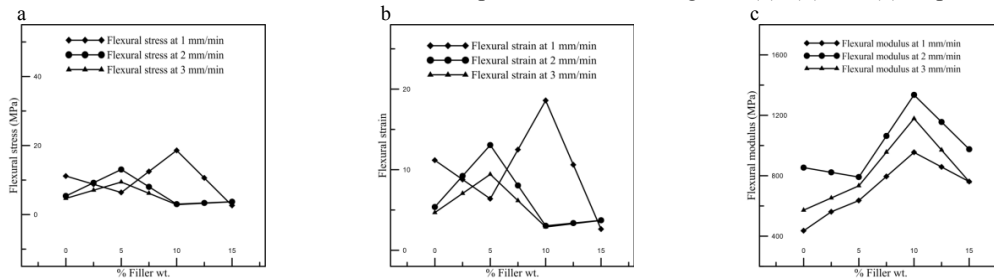 a
Flexural stress at 1 mm/min
Flexural stress at 2 mm/min
Flexural stress at 3 mm/min
40
20
0
Flexural stress (MPa)
0 5 10 15
% Filler wt.
b
Flexural strain at 1 mm/min
Flexural strain at 2 mm/min
Flexural strain at 3 mm/min
20
10
0
Flexural strain
0 5 10 15
% Filler wt.
c
Flexural modulus at 1 mm/min
Flexural modulus at 2 mm/min
Flexural modulus at 3 mm/min
1600
1200
800
400
Flexural modulus (MPa)
0 5 10 15
% Filler wt.